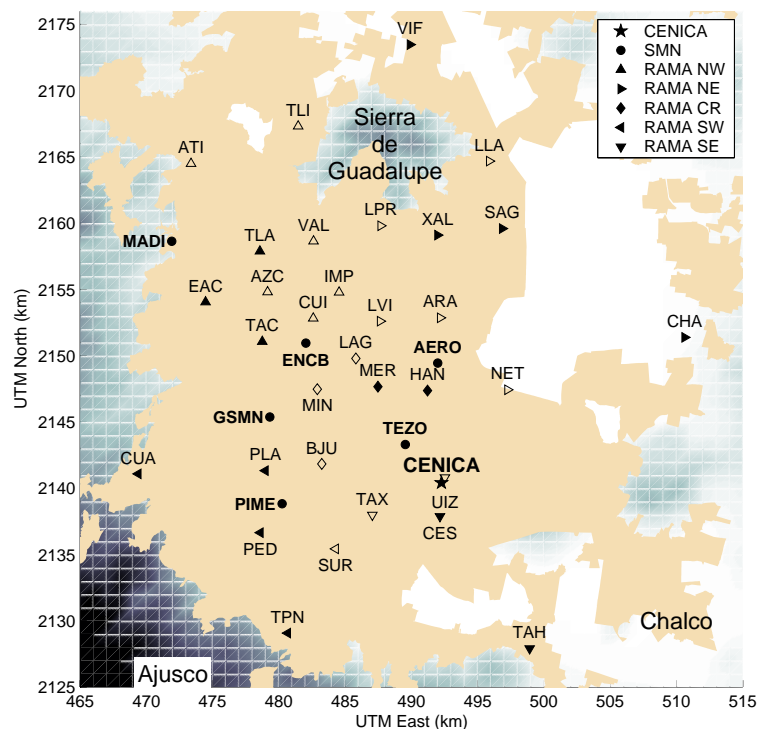 2176
VIF
CENICA
SMN
RAMA NW
RAMA NE
RAMA CR
RAMA SW
RAMA SE
2170
TLI
Sierra
de
Guadalupe
ATI
LLA
2165
LPR
XAL
SAG
2160
MADI
TLA
VAL
EAC
AZC
IMP
2155
CUI
LVI
ARA
CHA
TAC
LAG
2150
ENCB
AERO
MER
HAN
NET
MIN
2145
GSMN
TEZO
CUA
PLA
BJU
CENICA
2140
PIME
TAX
UIZ
CES
2135
PED
SUR
2130
TPN
TAH
Chalco
Ajusco
2125
465 470 475 480 485 490 495 500 505 510 515
UTM East (km)
UTM North (km)